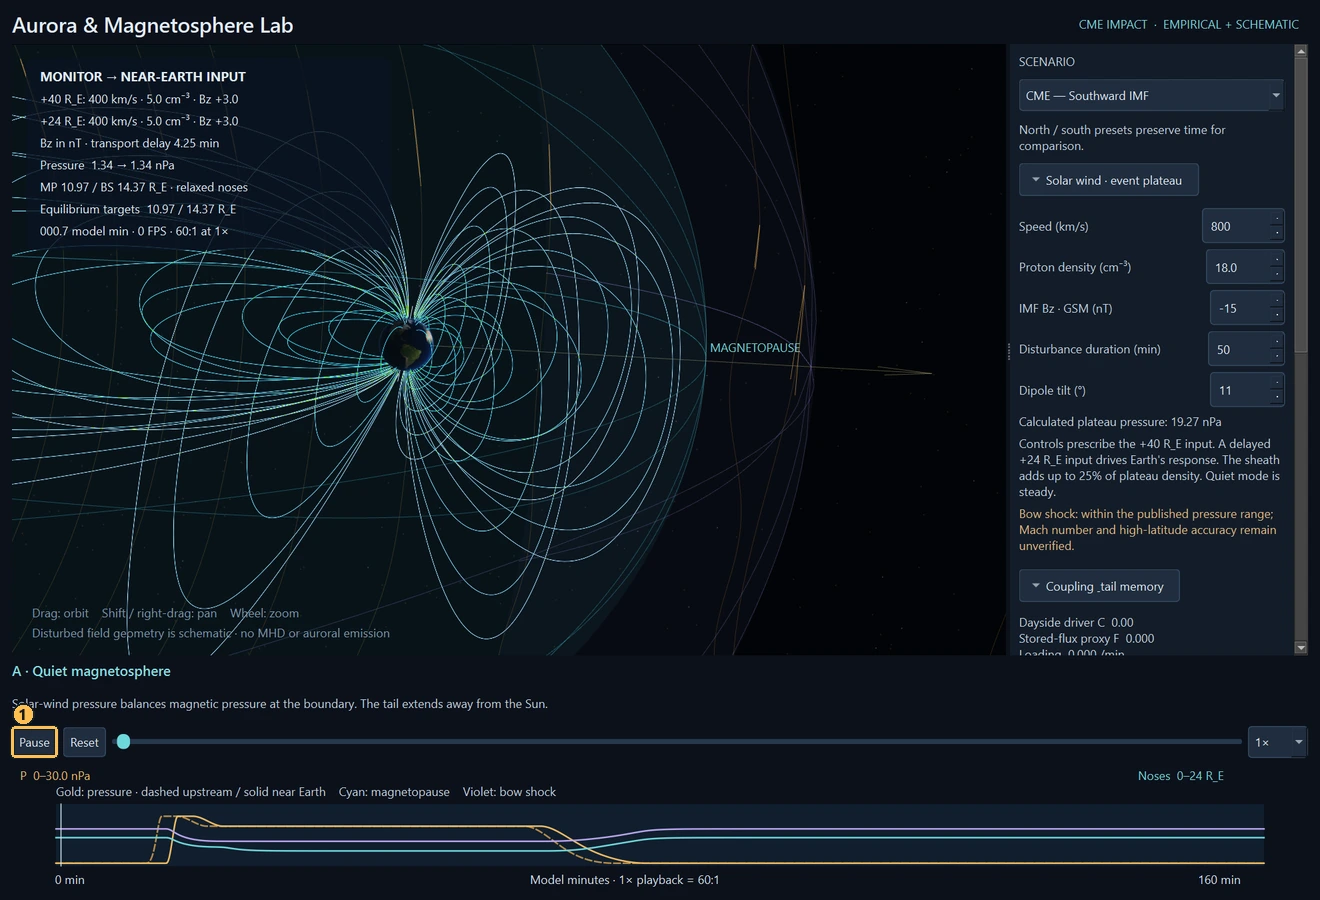 Aurora & Magnetosphere Lab
CME IMPACT · EMPIRICAL + SCHEMATIC
MONITOR → NEAR-EARTH INPUT
+40 R_E: 400 km/s · 5.0 cm⁻³ · Bz +3.0
+24 R_E: 400 km/s · 5.0 cm⁻³ · Bz +3.0
Bz in nT · transport delay 4.25 min
Pressure 1.34 → 1.34 nPa
MP 10.97 / BS 14.37 R_E · relaxed noses
Equilibrium targets 10.97 / 14.37 R_E
000.7 model min · 0 FPS · 60:1 at 1×
MAGNETOPAUSE
Drag: orbit Shift / right-drag: pan Wheel: zoom
Disturbed field geometry is schematic · no MHD or auroral emission
SCENARIO
CME — Southward IMF
North / south presets preserve time for
comparison.
Solar wind · event plateau
Speed (km/s)
800
Proton density (cm⁻³)
18.0
IMF Bz · GSM (nT)
-15
Disturbance duration (min)
50
Dipole tilt (°)
11
Calculated plateau pressure: 19.27 nPa
Controls prescribe the +40 R_E input. A delayed
+24 R_E input drives Earth's response. The sheath
adds up to 25% of plateau density. Quiet mode is
steady.
Bow shock: within the published pressure range;
Mach number and high-latitude accuracy remain
unverified.
Coupling _tail memory
Dayside driver C 0.00
Stored-flux proxy F 0.000
Loading 0.000 /min
A · Quiet magnetosphere
Solar-wind pressure balances magnetic pressure at the boundary. The tail extends away from the Sun.
1
Pause
Reset
1×
P 0–30.0 nPa
Noses 0–24 R_E
Gold: pressure · dashed upstream / solid near Earth Cyan: magnetopause Violet: bow shock
0 min
Model minutes · 1× playback = 60:1
160 min